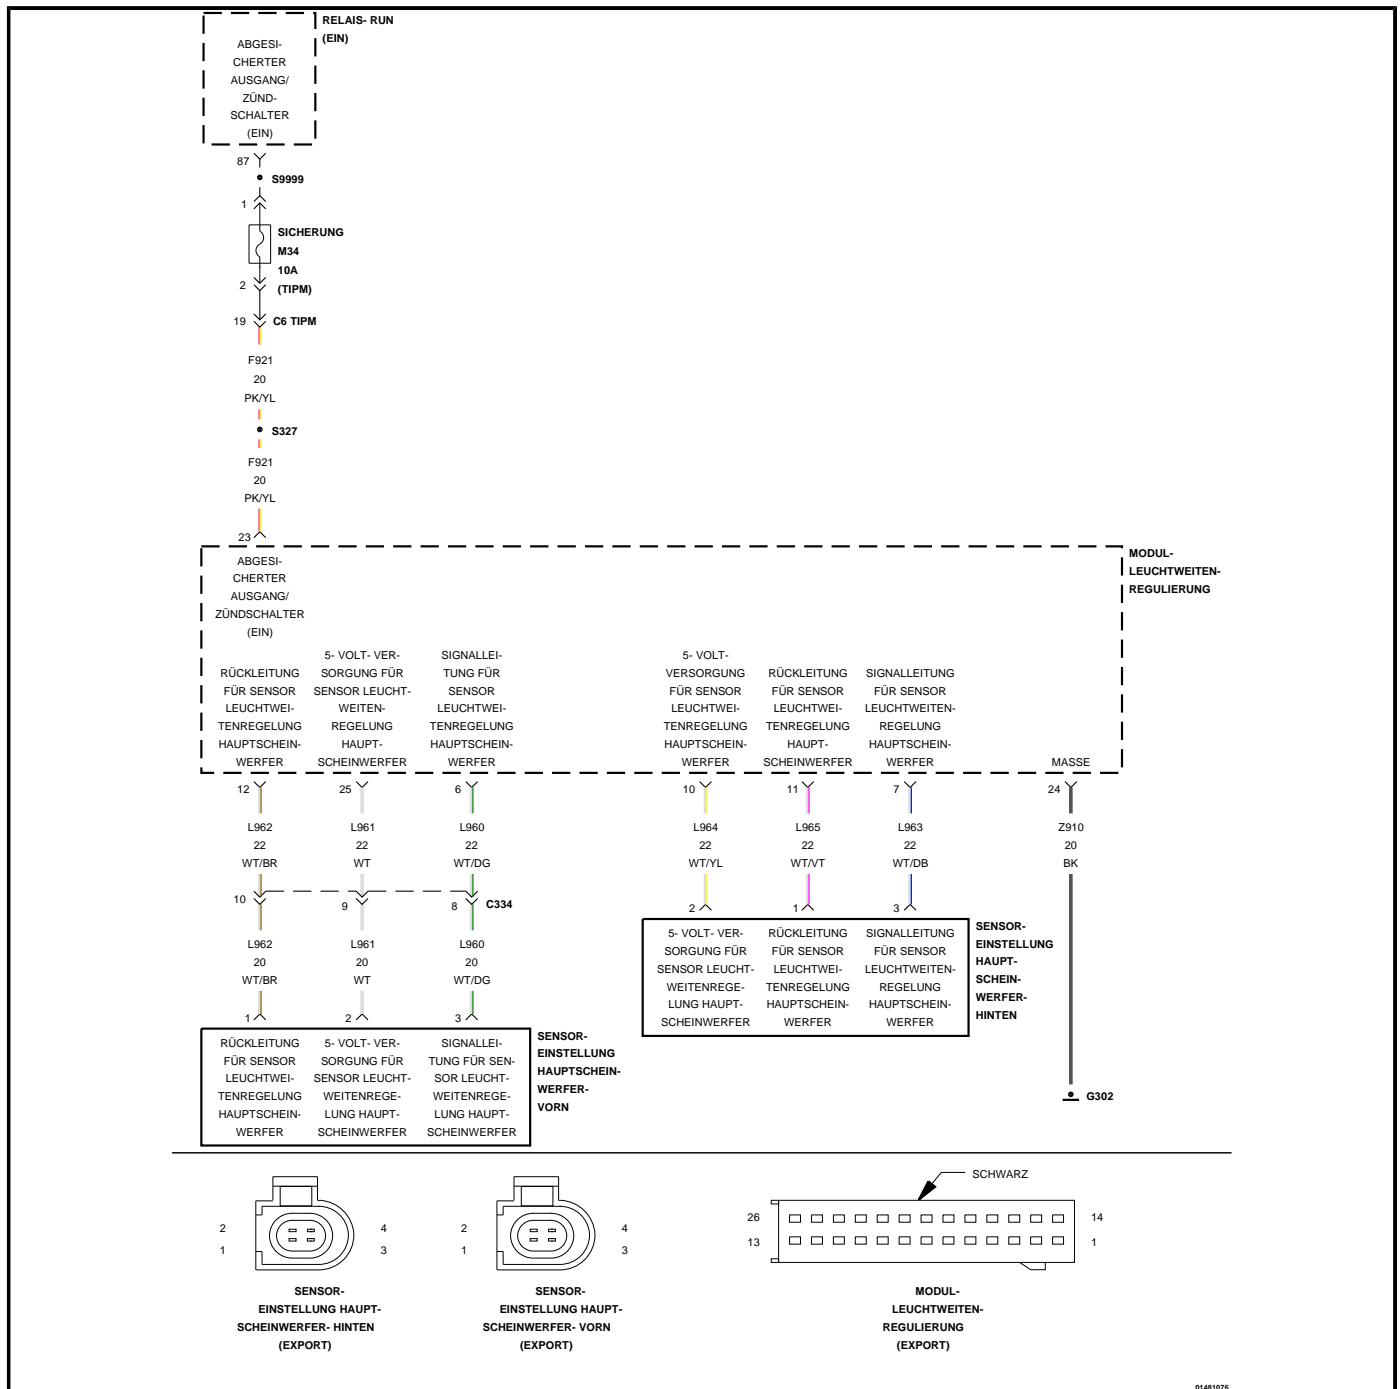 RELAIS- RUN
(EIN)
ABGESI-
CHERTER
AUSGANG/
ZÜND-
SCHALTER
(EIN)
87
S9999
1
SICHERUNG
M34
10A
(TIPM)
2
19
C6 TIPM
F921
20
PK/YL
S327
F921
20
PK/YL
23
MODUL-
LEUCHTWEITEN-
REGULIERUNG
ABGESI-
CHERTER
AUSGANG/
ZÜNDSCHALTER
(EIN)
RÜCKLEITUNG
FÜR SENSOR
LEUCHTWEI-
TENREGELUNG
HAUPTSCHEIN-
WERFER
5- VOLT- VER-
SORGUNG FÜR
SENSOR LEUCHT-
WEITEN-
REGELUNG
HAUPT-
SCHEINWERFER
SIGNALLEI-
TUNG FÜR
SENSOR
LEUCHTWEI-
TENREGELUNG
HAUPTSCHEIN-
WERFER
5- VOLT-
VERSORGUNG
FÜR SENSOR
LEUCHTWEI-
TENREGELUNG
HAUPTSCHEIN-
WERFER
RÜCKLEITUNG
FÜR SENSOR
LEUCHTWEI-
TENREGELUNG
HAUPT-
SCHEINWERFER
SIGNALLEITUNG
FÜR SENSOR
LEUCHTWEITEN-
REGELUNG
HAUPTSCHEIN-
WERFER
MASSE
12 25 6 10 11 7 24
L962 L961 L960 L964 L965 L963 Z910
22 22 22 22 22 22 20
WT/BR WT WT/DG WT/YL WT/VT WT/DB BK
10 9 8 C334
2 1 3
L962 L961 L960
20 20 20
WT/BR WT WT/DG
1 2 3
5- VOLT- VER-
SORGUNG FÜR
SENSOR LEUCHT-
WEITENREGE-
LUNG HAUPT-
SCHEINWERFER
RÜCKLEITUNG
FÜR SENSOR
LEUCHTWEI-
TENREGELUNG
HAUPTSCHEIN-
WERFER
SIGNALLEITUNG
FÜR SENSOR
LEUCHTWEITEN-
REGELUNG
HAUPTSCHEIN-
WERFER
SENSOR-
EINSTELLUNG
HAUPT-
SCHEIN-
WERFER-
HINTEN
RÜCKLEITUNG
FÜR SENSOR
LEUCHTWEI-
TENREGELUNG
HAUPTSCHEIN-
WERFER
5- VOLT- VER-
SORGUNG FÜR
SENSOR LEUCHT-
WEITENREGE-
LUNG HAUPT-
SCHEINWERFER
SIGNALLEI-
TUNG FÜR SEN-
SOR LEUCHT-
WEITENREGE-
LUNG HAUPT-
SCHEINWERFER
SENSOR-
EINSTELLUNG
HAUPTSCHEIN-
WERFER-
VORN
G302
2 4
1 3
SENSOR-
EINSTELLUNG HAUPT-
SCHEINWERFER- HINTEN
(EXPORT)
2 4
1 3
SENSOR-
EINSTELLUNG HAUPT-
SCHEINWERFER- VORN
(EXPORT)
SCHWARZ
26 14
13 1
MODUL-
LEUCHTWEITEN-
REGULIERUNG
(EXPORT)
01481076